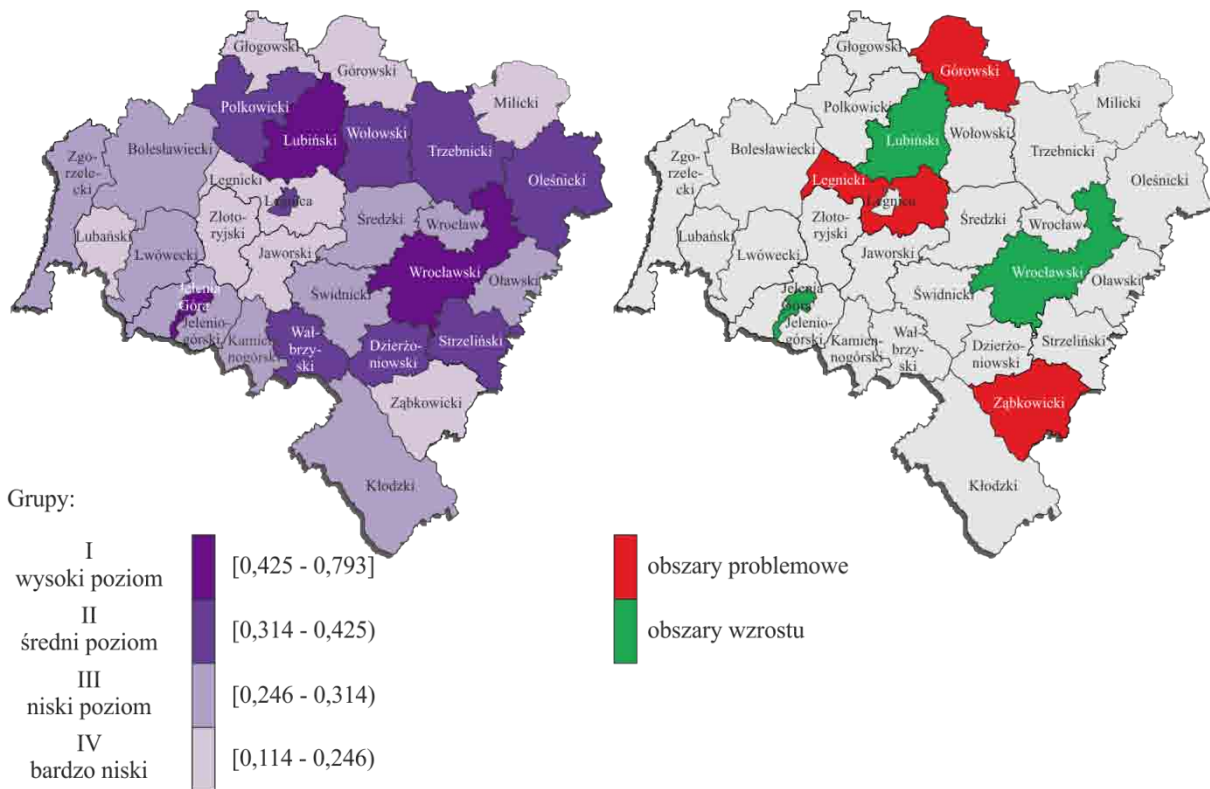 Głogowski
Górowski
Polkowicki
Milicki
Lubiński
Wołowski
Trzebnicki
Bolesławiecki
Zgo-
rzele-
cki
Oleśnicki
Legnicki
Legnica
Średzki
Wrocław
Złoto-
ryjski
Lubański
Lwówecki
Jaworski
Wrocławski
Oławski
Jelenia
Góra
Świdnicki
Jelenio-
górski
Kamien-
nogórski
Wał-
brzy-
ski
Dzierżo-
niowski
Strzeliński
Ząbkowicki
Kłodzki
Głogowski
Górowski
Polkowicki
Milicki
Lubiński
Wołowski
Trzebnicki
Bolesławiecki
Zgo-
rzele-
cki
Oleśnicki
Legnicki
Legnica
Średzki
Wrocław
Złoto-
ryjski
Lubański
Lwówecki
Jaworski
Wrocławski
Oławski
Jelenia
Góra
Świdnicki
Jelenio-
górski
Kamien-
nogórski
Wał-
brzy-
ski
Dzierżo-
niowski
Strzeliński
Ząbkowicki
Kłodzki
Grupy:
I
wysoki poziom
[0,425 - 0,793]
II
średni poziom
[0,314 - 0,425)
III
niski poziom
[0,246 - 0,314)
IV
bardzo niski
[0,114 - 0,246)
obszary problemowe
obszary wzrostu